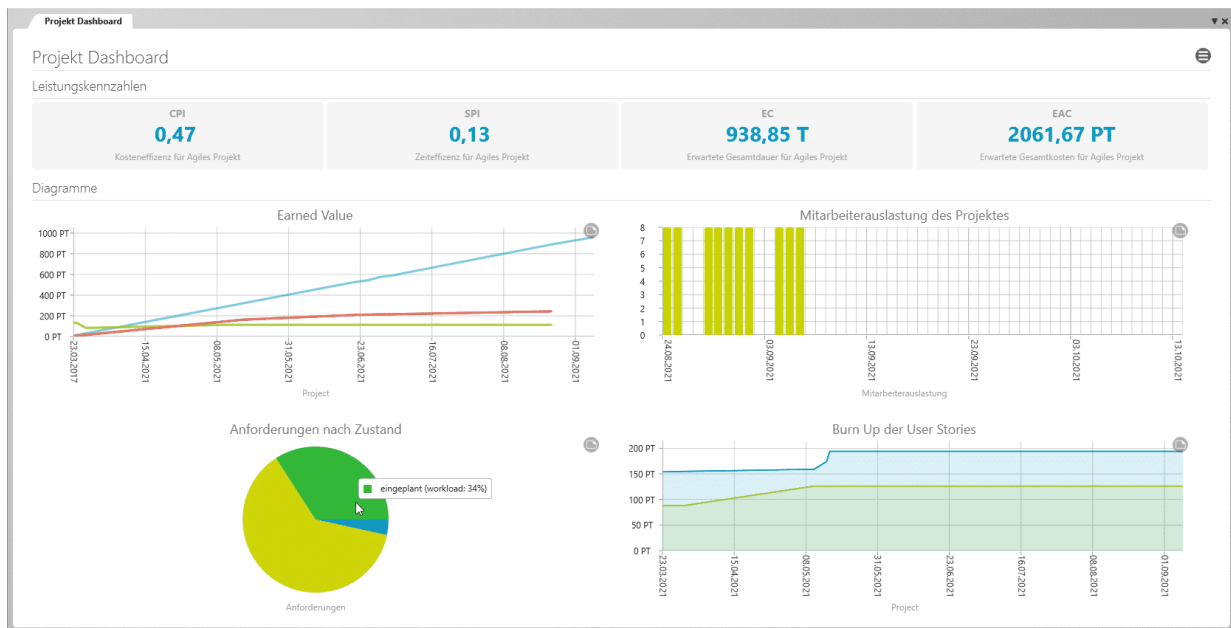 Projekt Dashboard
Projekt Dashboard
Leistungskennzahlen
CPI
0,47
Kosteneffizenz für Agiles Projekt
SPI
0,13
Zeiteffizenz für Agiles Projekt
EC
938,85 T
Erwartete Gesamtdauer für Agiles Projekt
EAC
2061,67 PT
Erwartete Gesamtkosten für Agiles Projekt
Diagramme
Earned Value
1000 PT
800 PT
600 PT
400 PT
200 PT
0 PT
23.03.2017
15.04.2021
08.05.2021
31.05.2021
23.06.2021
16.07.2021
08.08.2021
01.09.2021
Project
Mitarbeiterauslastung des Projektes
8
7
6
5
4
3
2
1
0
24.08.2021
03.09.2021
13.09.2021
23.09.2021
03.10.2021
13.10.2021
Mitarbeiterauslastung
Anforderungen nach Zustand
eingeplant (workload: 34%)
Anforderungen
Burn Up der User Stories
200 PT
150 PT
100 PT
50 PT
0 PT
23.03.2021
15.04.2021
08.05.2021
31.05.2021
23.06.2021
16.07.2021
08.08.2021
01.09.2021
Project